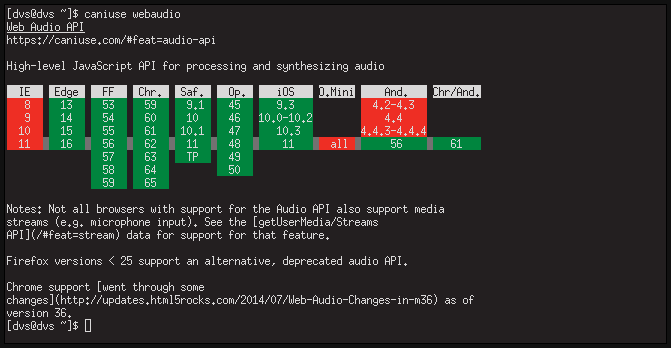 [dvs@dvs ~]$ caniuse webaudio
Web Audio API
https://caniuse.com/#feat=audio-api
High-level JavaScript API for processing and synthesizing audio
IE Edge FF Chr. Saf. Op. iOS O.Mini And. Chr/And.
8 13 53 59 9.1 45 9.3 4.2-4.3
9 14 54 60 10 46 10.0-10.2 4.4
10 15 55 61 10.1 47 10.3 4.4.3-4.4.4
11 16 56 62 11 48 11 all 56 61
57 63 TP 49
58 64 50
59 65
Notes: Not all browsers with support for the Audio API also support media
streams (e.g. microphone input). See the [getUserMedia/Streams
API](/#feat=stream) data for support for that feature.
Firefox versions < 25 support an alternative, deprecated audio API.
Chrome support [went through some
changes](http://updates.html5rocks.com/2014/07/Web-Audio-Changes-in-m36) as of
version 36.
[dvs@dvs ~]$